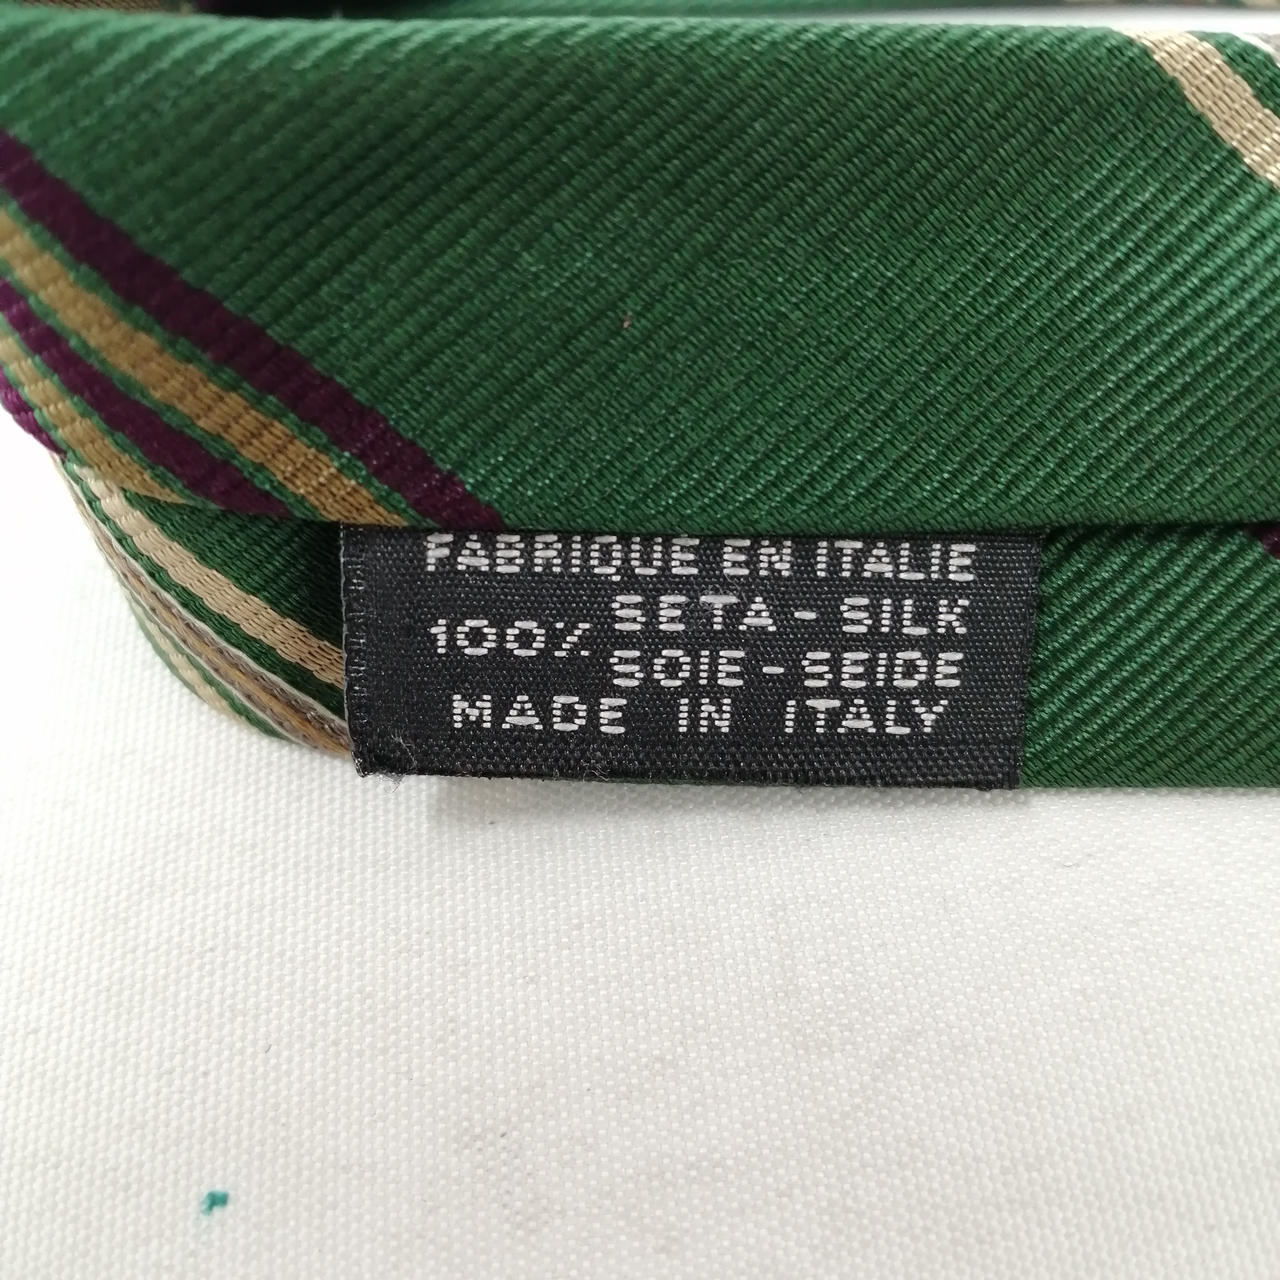 FABRIQUE EN ITALIE
100% SETA - SILK
SOIE - SEIDE
MADE IN ITALY